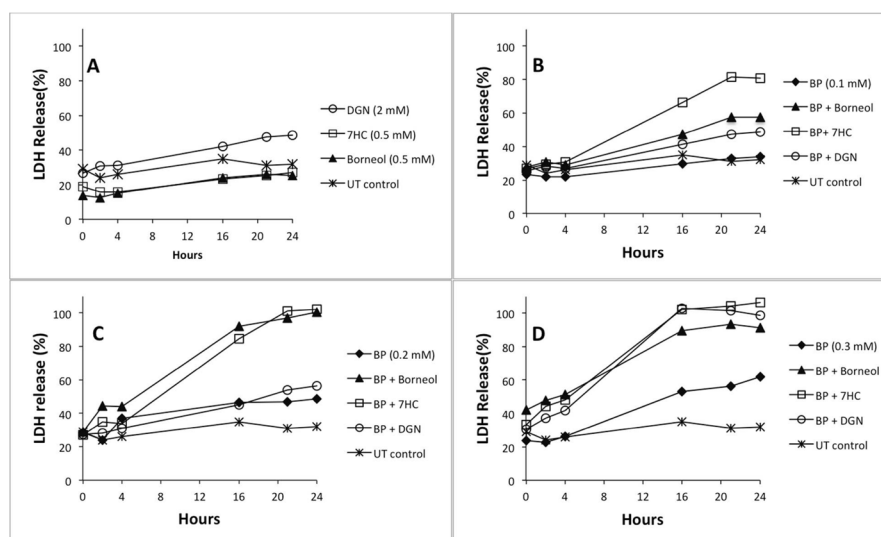 A
LDH Release(%)
100
80
60
40
20
0
0 4 8 12 16 20 24
Hours
DGN (2 mM)
7HC (0.5 mM)
Borneol (0.5 mM)
UT control
B
LDH Release(%)
100
80
60
40
20
0
0 4 8 12 16 20 24
Hours
BP (0.1 mM)
BP + Borneol
BP+ 7HC
BP + DGN
UT control
C
LDH release (%)
100
80
60
40
20
0
0 4 8 12 16 20 24
Hours
BP (0.2 mM)
BP + Borneol
BP + 7HC
BP + DGN
UT control
D
LDH Release(%)
100
80
60
40
20
0
0 4 8 12 16 20 24
Hours
BP (0.3 mM)
BP + Borneol
BP + 7HC
BP + DGN
UT control